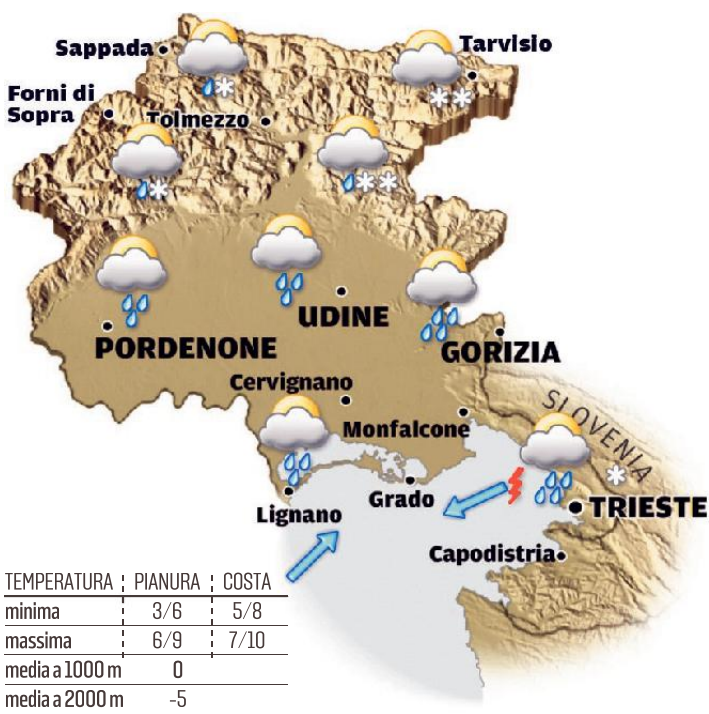 Sappada
Tarvisio
Forni di
Sopra
Tolmezzo
UDINE
PORDENONE
GORIZIA
Cervignano
Monfalcone
SLOVENIA
Grado
Lignano
TRIESTE
Capodistria
TEMPERATURA PIANURA COSTA
minima 3/6 5/8
massima 6/9 7/10
media a 1000 m 0
media a 2000 m -5